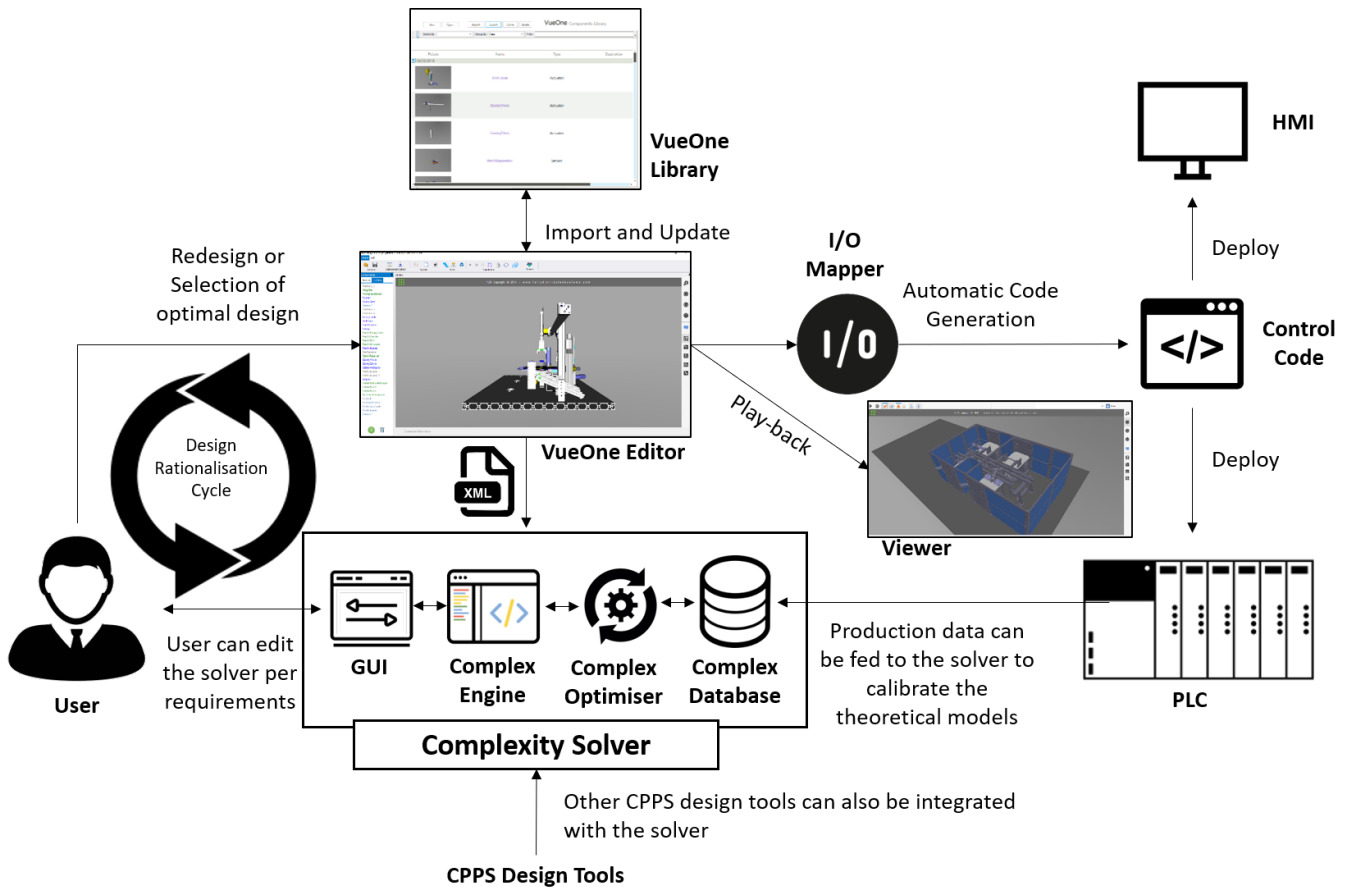 VueOne Components Library
VueOne
Library
Import and Update
Redesign or
Selection of
optimal design
I/O
Mapper
I/O
Automatic Code
Generation
HMI
Deploy
</>
Control
Code
Deploy
Play-back
VueOne Editor
Viewer
Design
Rationalisation
Cycle
XML
User
User can edit
the solver per
requirements
GUI
</>
Complex
Engine
Complex
Optimiser
Complex
Database
Production data can
be fed to the solver to
calibrate the
theoretical models
PLC
Complexity Solver
Other CPPS design tools can also be integrated
with the solver
CPPS Design Tools